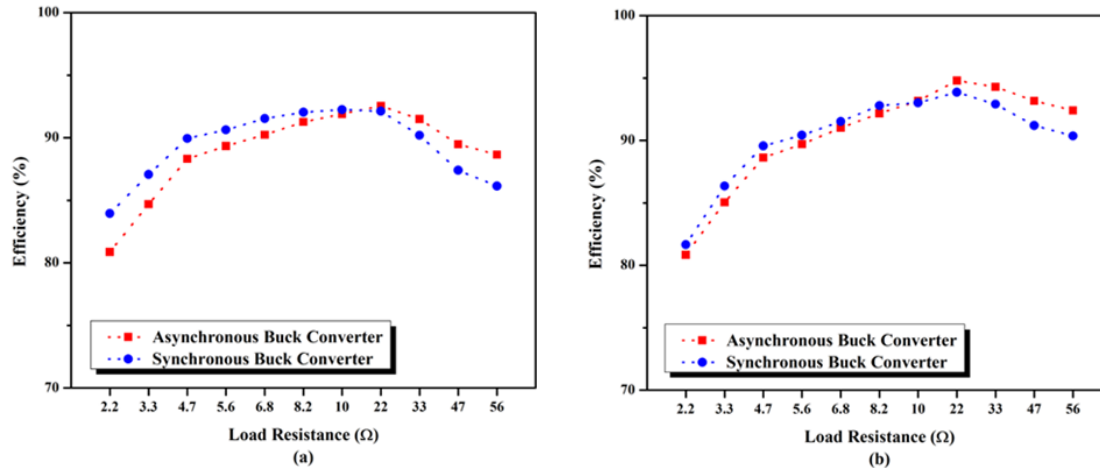 100
90
80
70
Efficiency (%)
Asynchronous Buck Converter
Synchronous Buck Converter
2.2 3.3 4.7 5.6 6.8 8.2 10 22 33 47 56
Load Resistance (Ω)
(a)
100
90
80
70
Efficiency (%)
Asynchronous Buck Converter
Synchronous Buck Converter
2.2 3.3 4.7 5.6 6.8 8.2 10 22 33 47 56
Load Resistance (Ω)
(b)